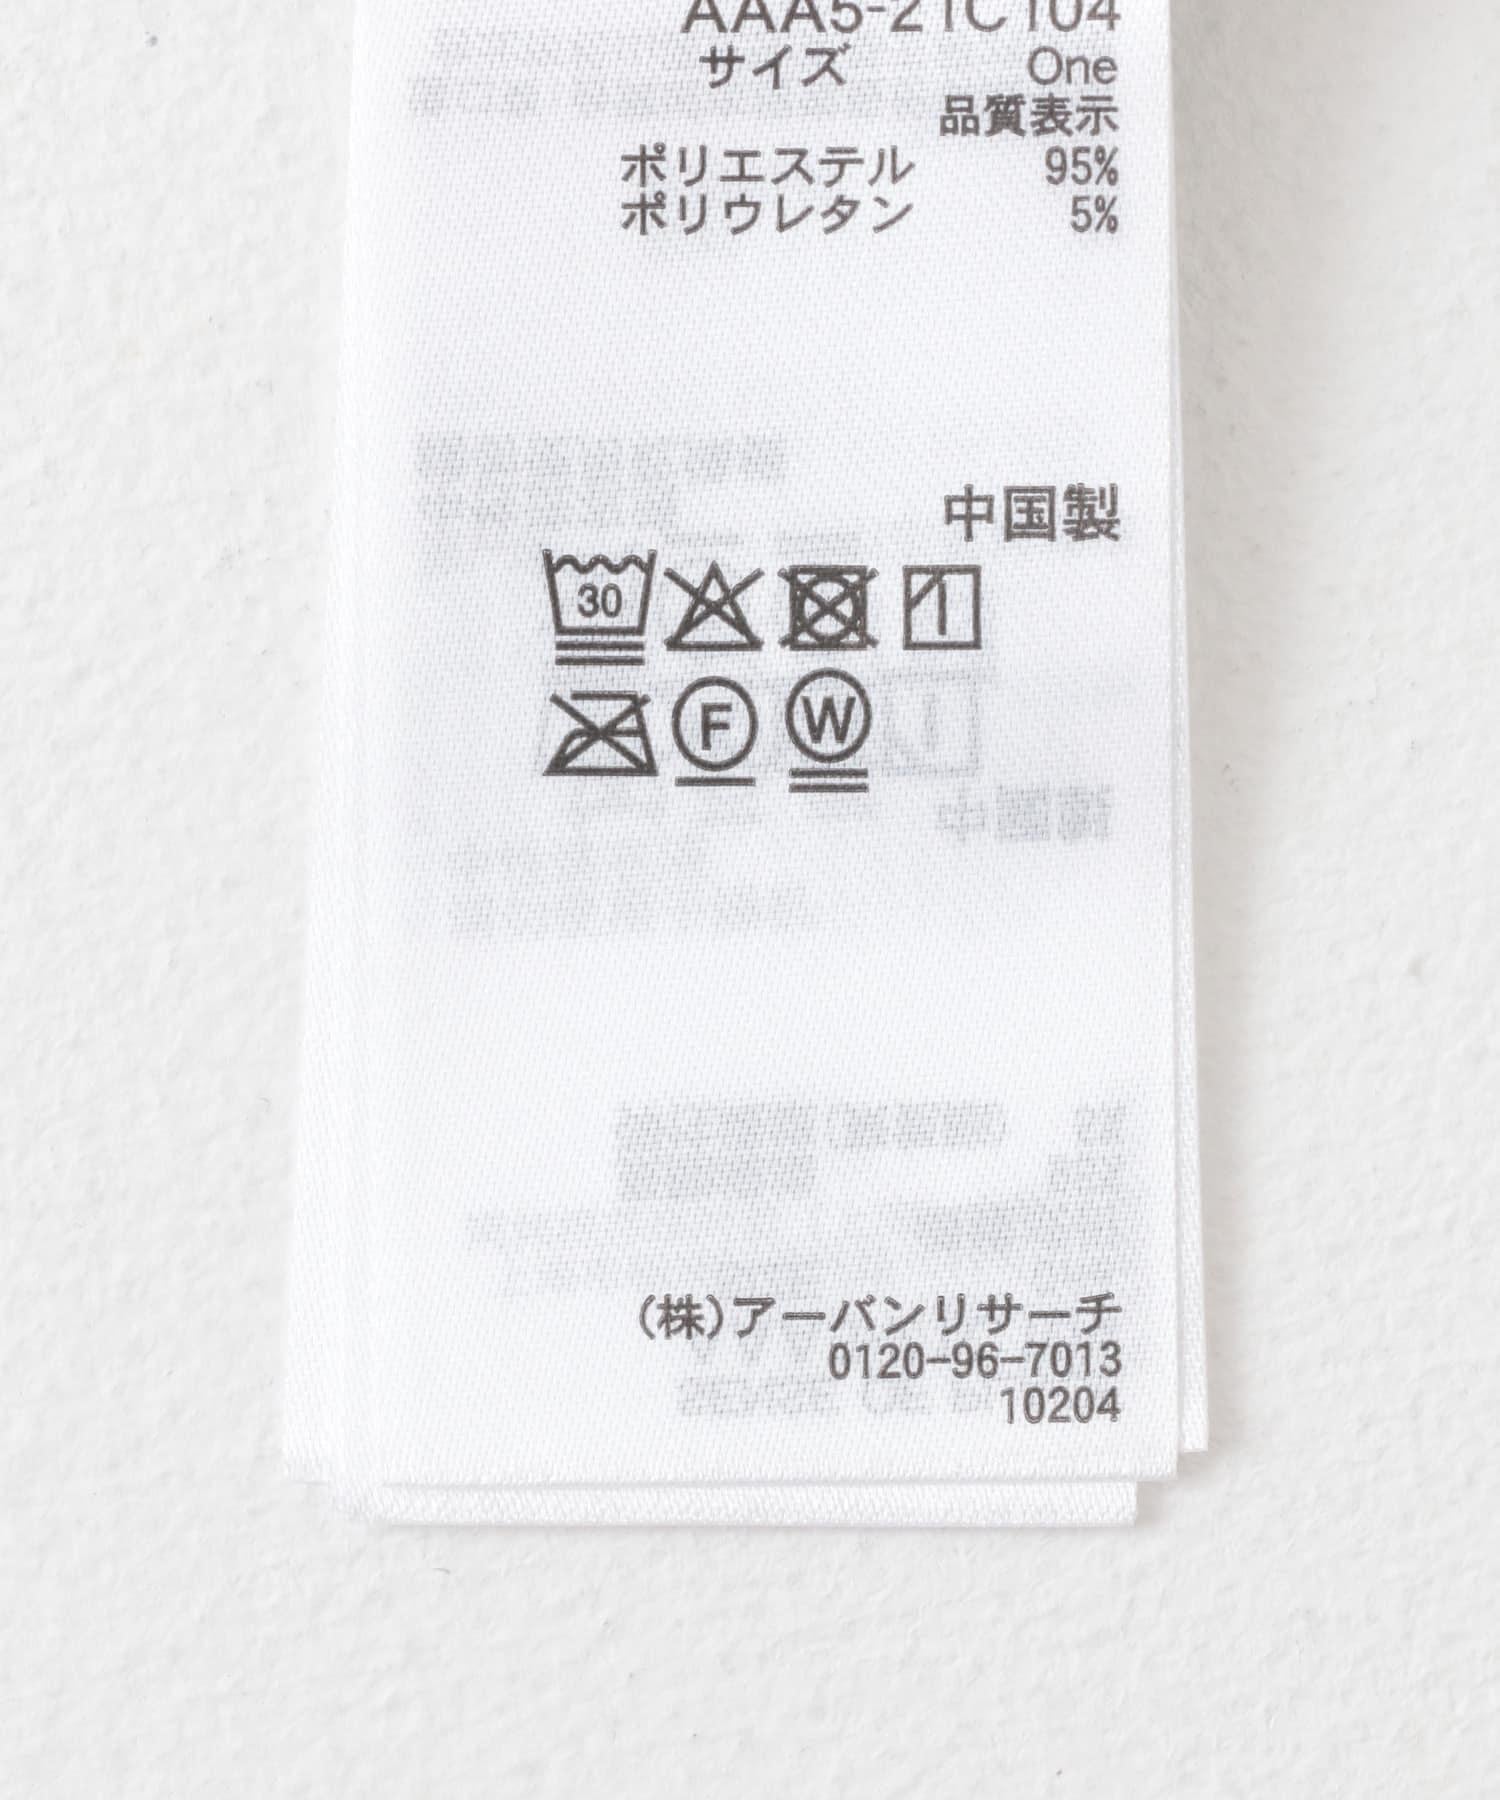 AAA5-21C104
サイズ One
品質表示
ポリエステル 95%
ポリウレタン 5%
中国製
30
F W
(株)アーバンリサーチ
0120-96-7013
10204